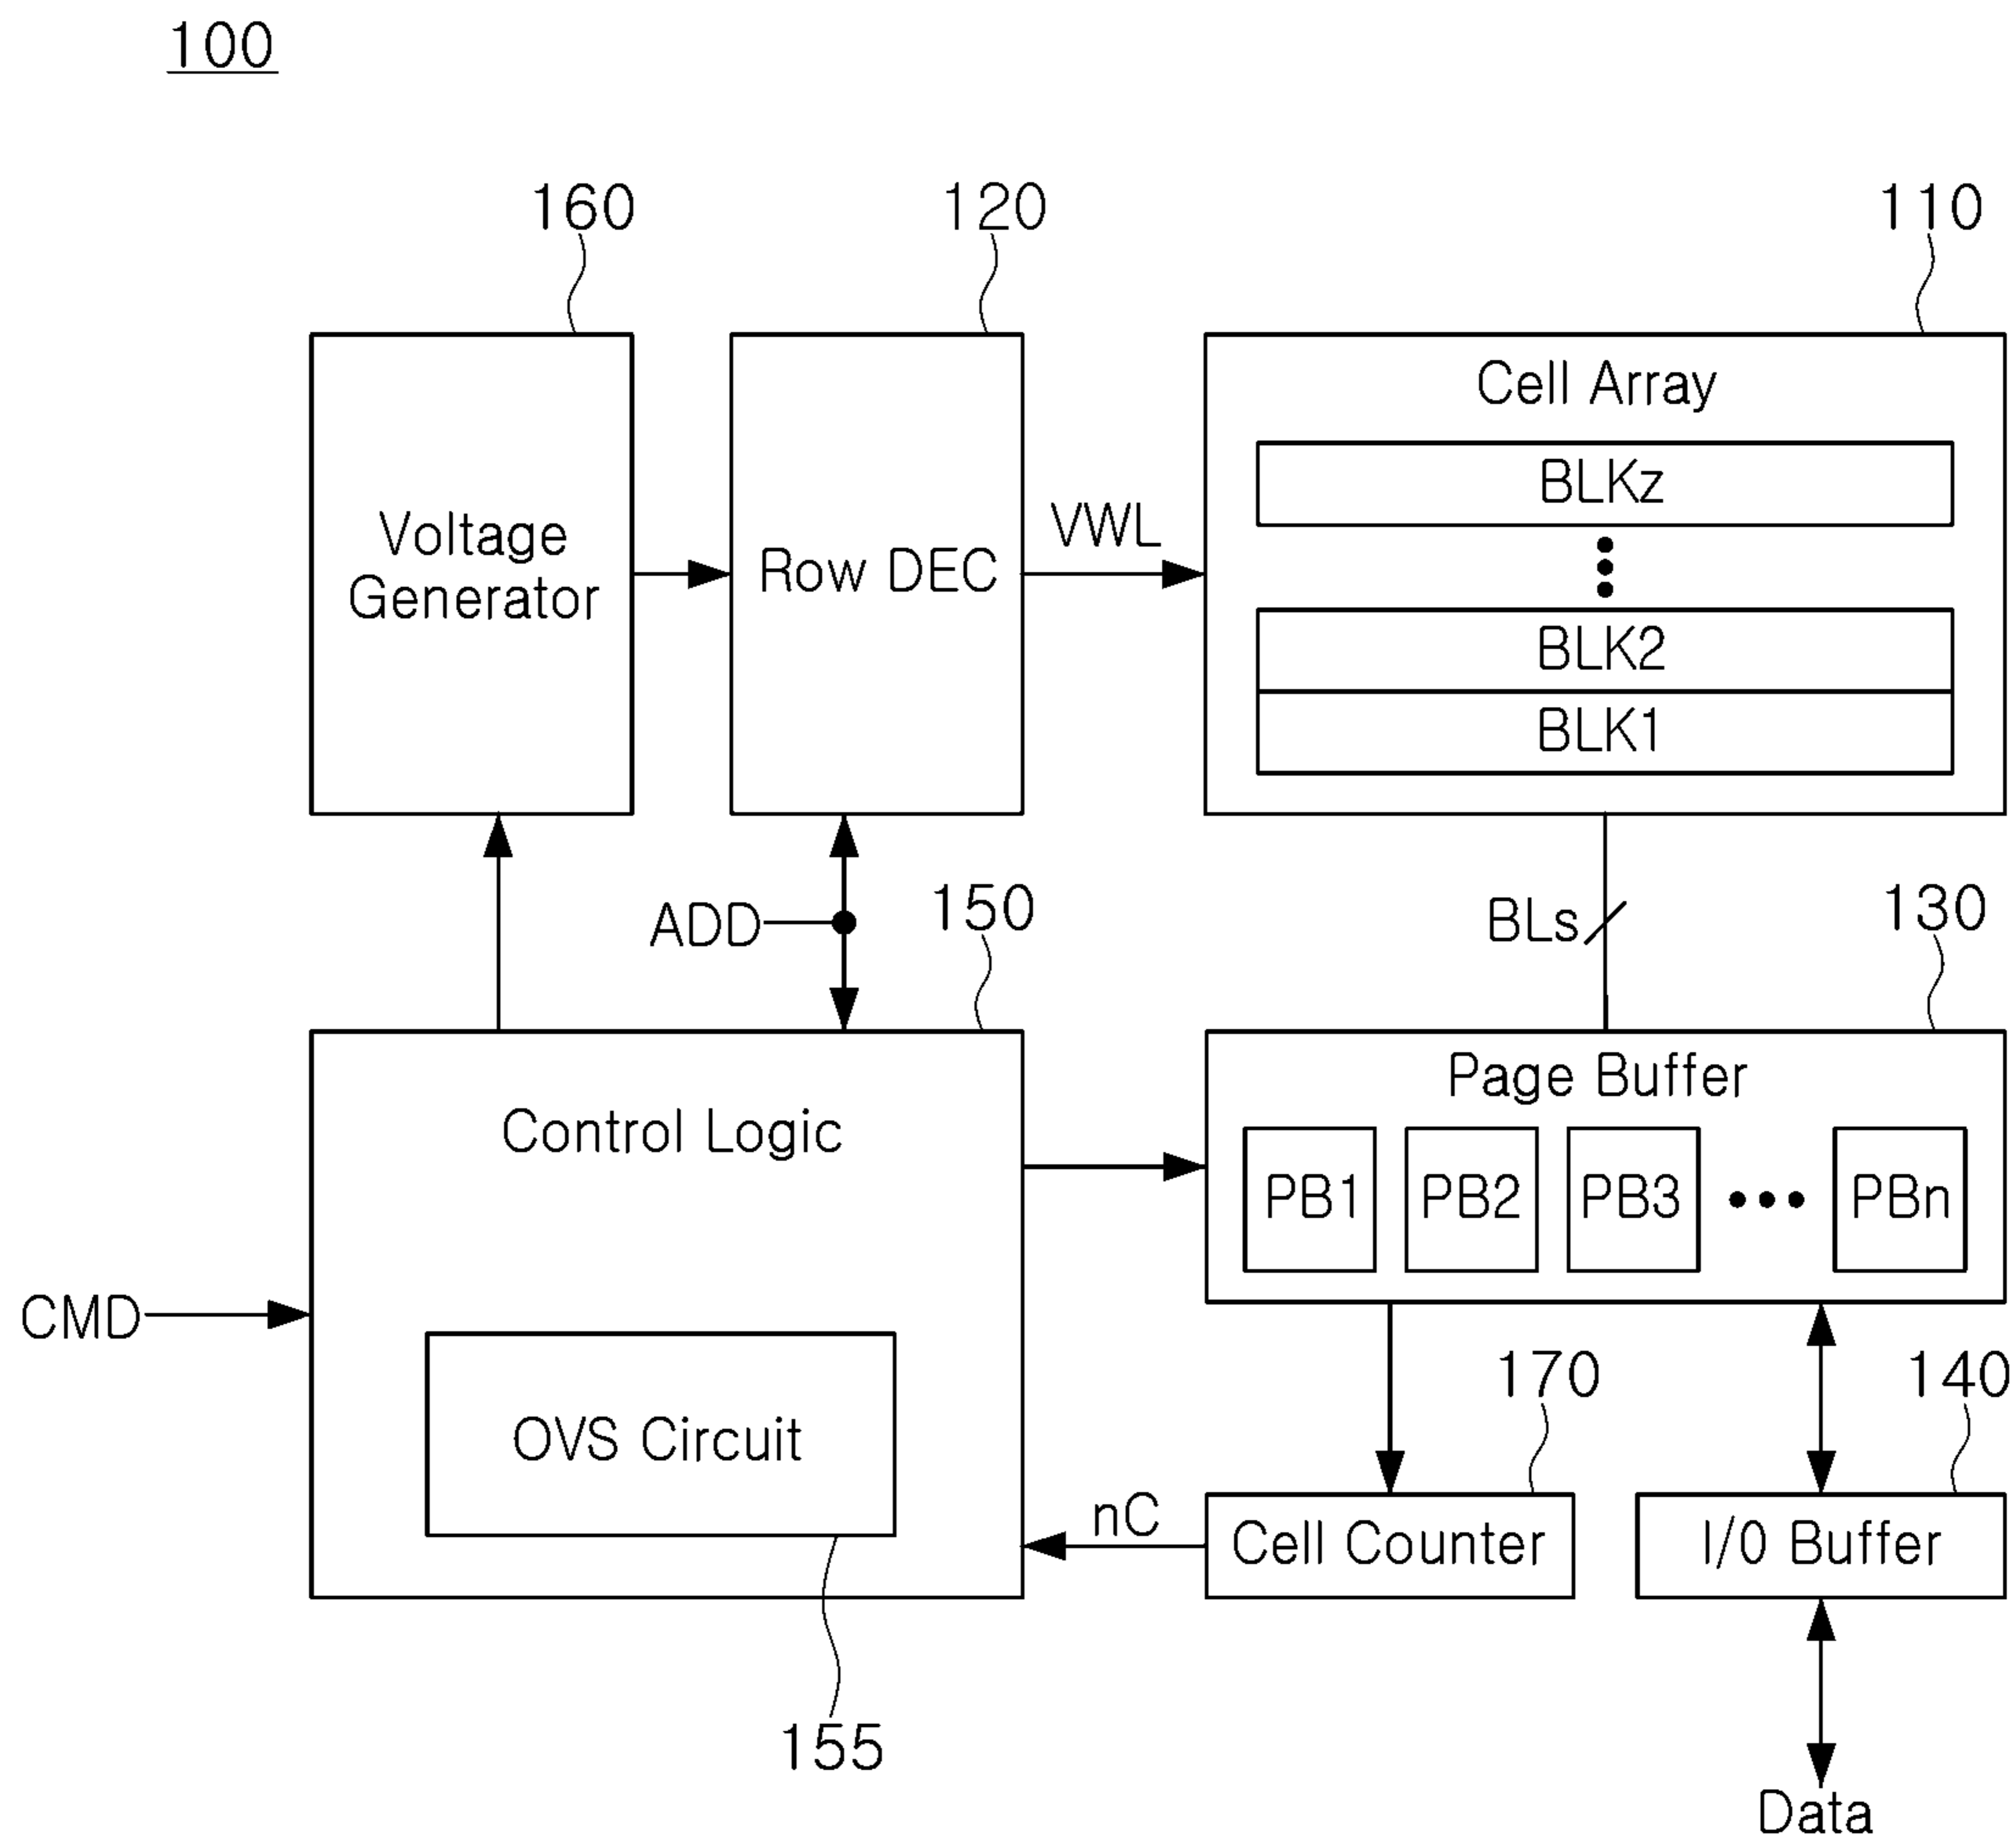 100
160
120
110
Voltage
Generator
Row DEC
VWL
Cell Array
BLKz
BLK2
BLK1
ADD
150
BLs
130
Control Logic
Page Buffer
PB1
PB2
PB3
PBn
CMD
OVS Circuit
170
140
nC
Cell Counter
I/0 Buffer
155
Data